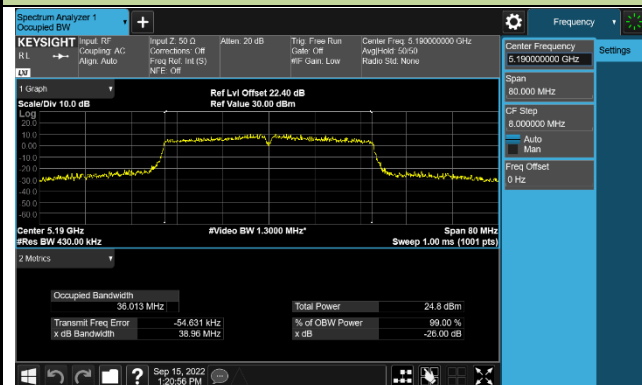 Spectrum Analyzer 1
Occupied BW
Frequency
KEYSIGHT
RL
LXI
Input: RF
Coupling: AC
Align: Auto
Input Z: 50 Ω
Corrections: Off
Freq Ref: Int (S)
NFE: Off
Atten: 20 dB
Trig: Free Run
Gate: Off
#IF Gain: Low
Center Freq: 5.190000000 GHz
Avg|Hold: 50/50
Radio Std: None
Center Frequency
5.190000000 GHz
Settings
Span
80.000 MHz
CF Step
8.000000 MHz
Auto
Man
Freq Offset
0 Hz
1 Graph
Scale/Div 10.0 dB
Ref Lvl Offset 22.40 dB
Ref Value 30.00 dBm
Log
20.0
10.0
0.00
-10.0
-20.0
-30.0
-40.0
-50.0
-60.0
Center 5.19 GHz
#Video BW 1.3000 MHz*
Span 80 MHz
#Res BW 430.00 kHz
Sweep 1.00 ms (1001 pts)
2 Metrics
Occupied Bandwidth
36.013 MHz
Total Power 24.8 dBm
Transmit Freq Error -54.631 kHz
% of OBW Power 99.00 %
x dB Bandwidth 38.96 MHz
x dB -26.00 dB
?
Sep 15, 2022
1:20:56 PM